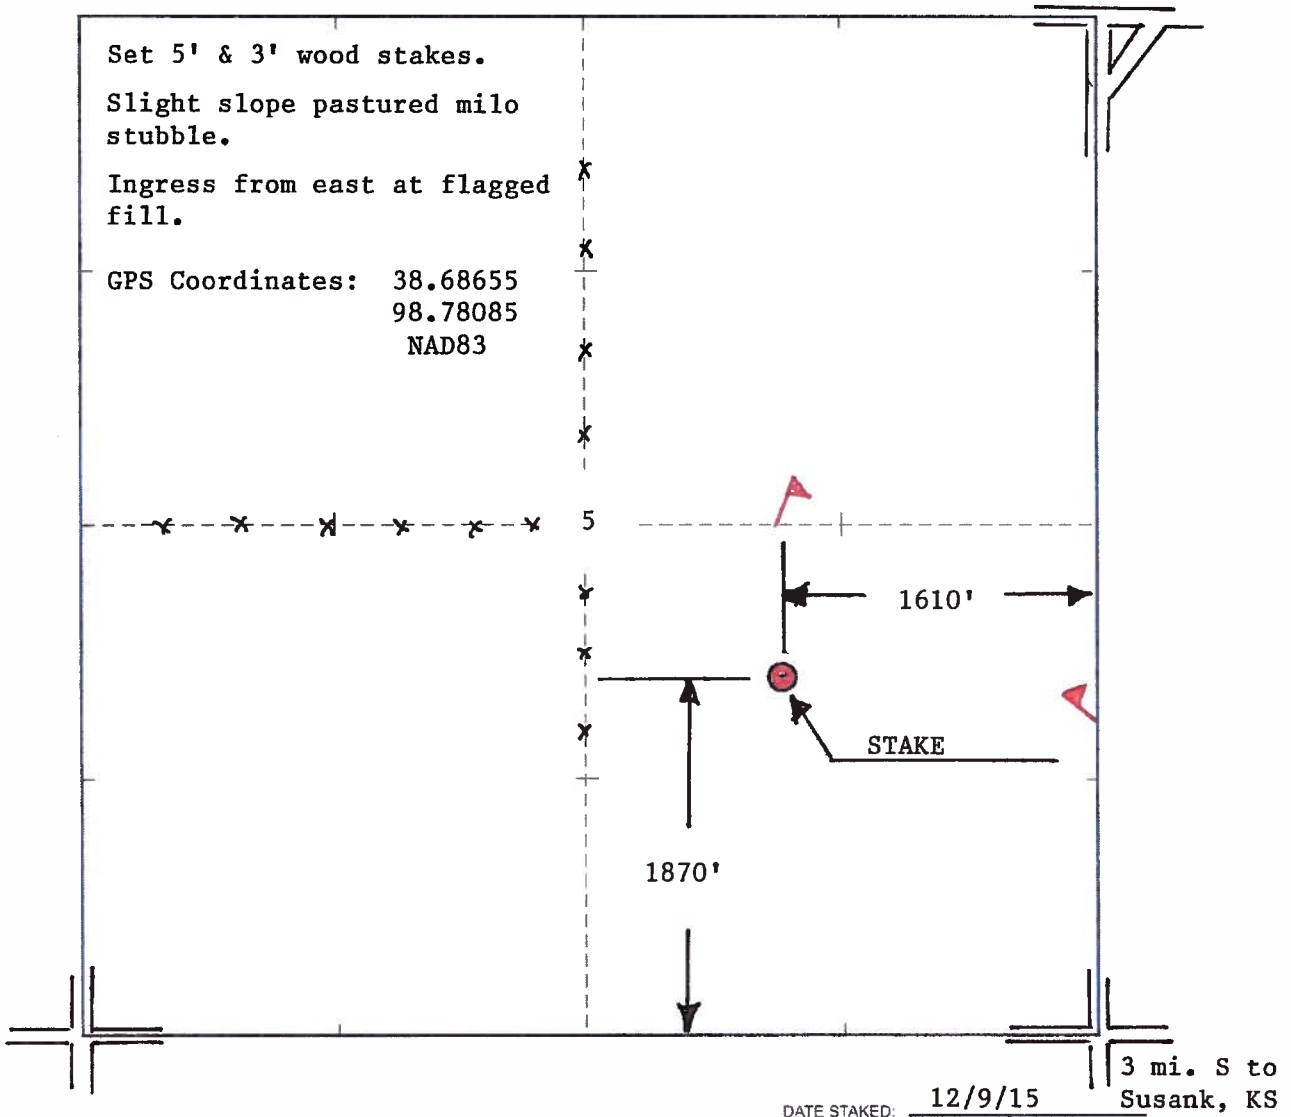 Set 5' & 3' wood stakes.
Slight slope pastured milo
stubble.
Ingress from east at flagged
fill.
GPS Coordinates: 38.68655
98.78085
NAD83
5
1610'
STAKE
1870'
3 mi. S to
Susank, KS
DATE STAKED: 12/9/15